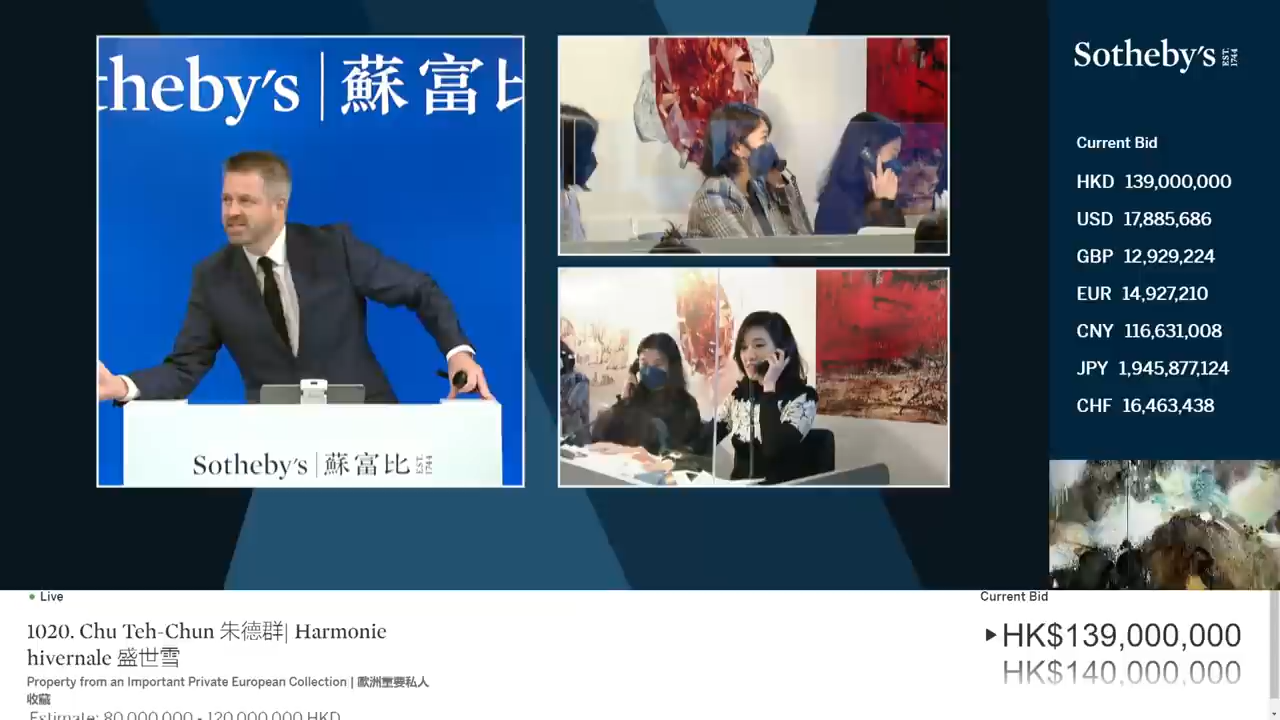 theby's | 蘇富比
Sotheby's | 蘇富比 EST. 1744
Sotheby's EST. 1744
Current Bid
HKD 139,000,000
USD 17,885,686
GBP 12,929,224
EUR 14,927,210
CNY 116,631,008
JPY 1,945,877,124
CHF 16,463,438
Live
1020. Chu Teh-Chun 朱德群| Harmonie
hivernale 盛世雪
Property from an Important Private European Collection | 歐洲重要私人
收藏
Estimate: 80,000,000 - 120,000,000 HKD
Current Bid
HK$139,000,000
HK$140,000,000